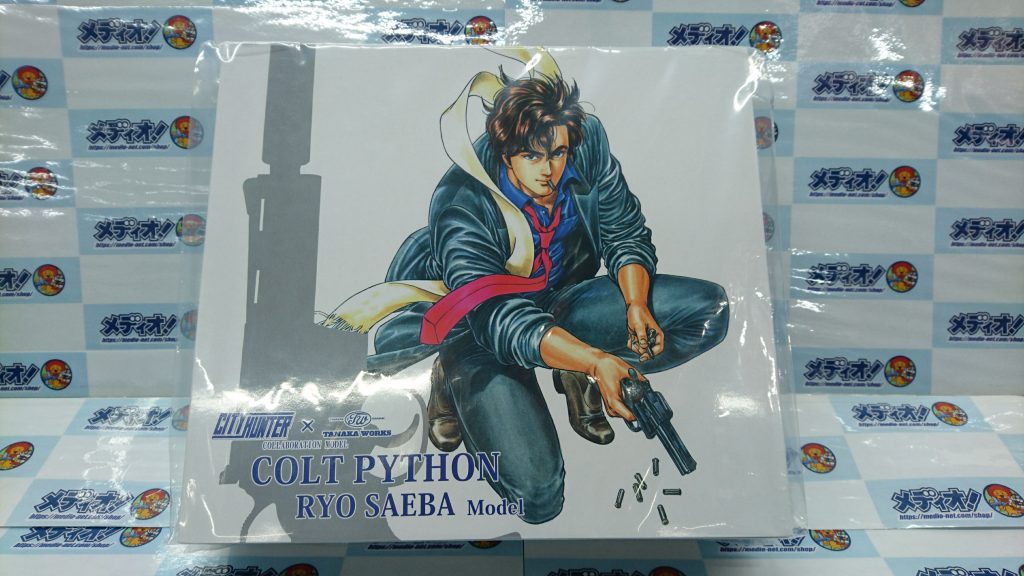 メディオ!
https://medio-net.com/shop/
CITY HUNTER × TANAKA WORKS
COLLABORATION MODEL
COLT PYTHON
RYO SAEBA Model